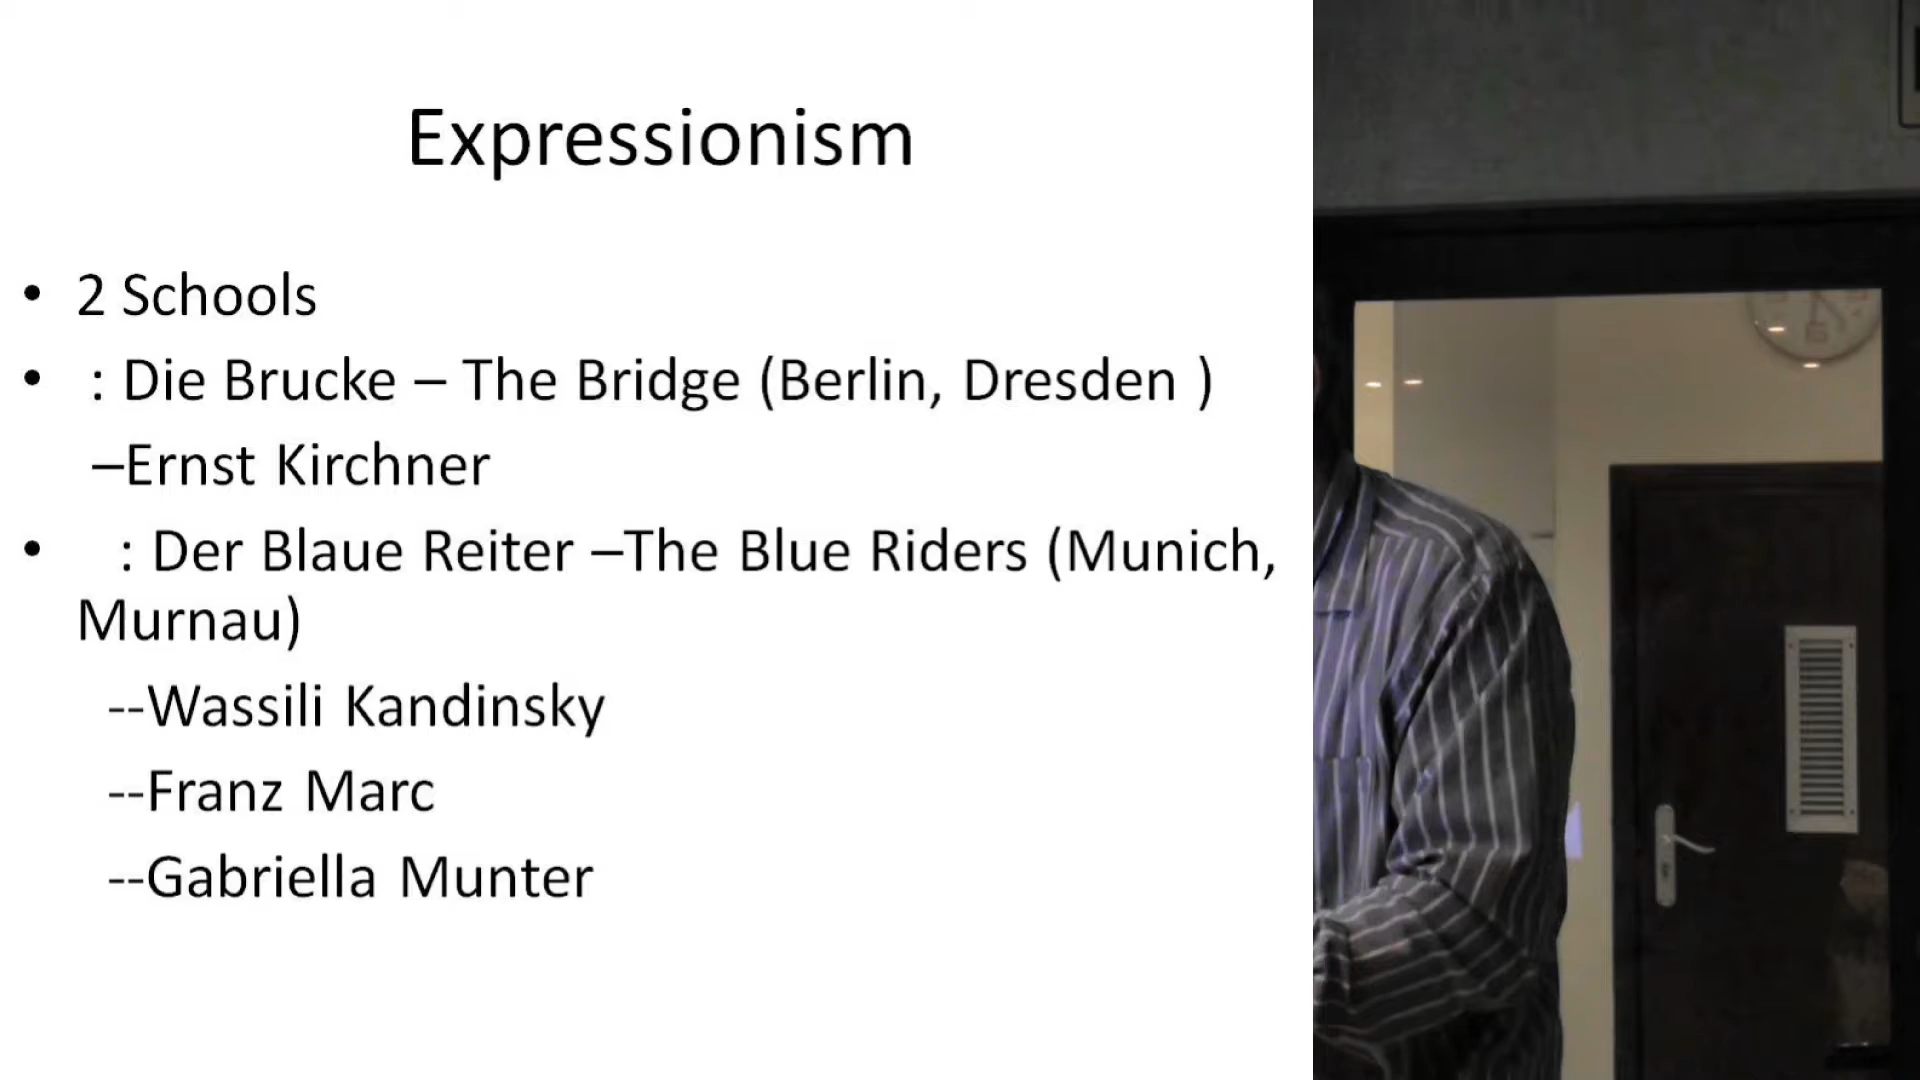 Expressionism
• 2 Schools
• : Die Brucke – The Bridge (Berlin, Dresden )
–Ernst Kirchner
• : Der Blaue Reiter –The Blue Riders (Munich,
Murnau)
--Wassili Kandinsky
--Franz Marc
--Gabriella Munter